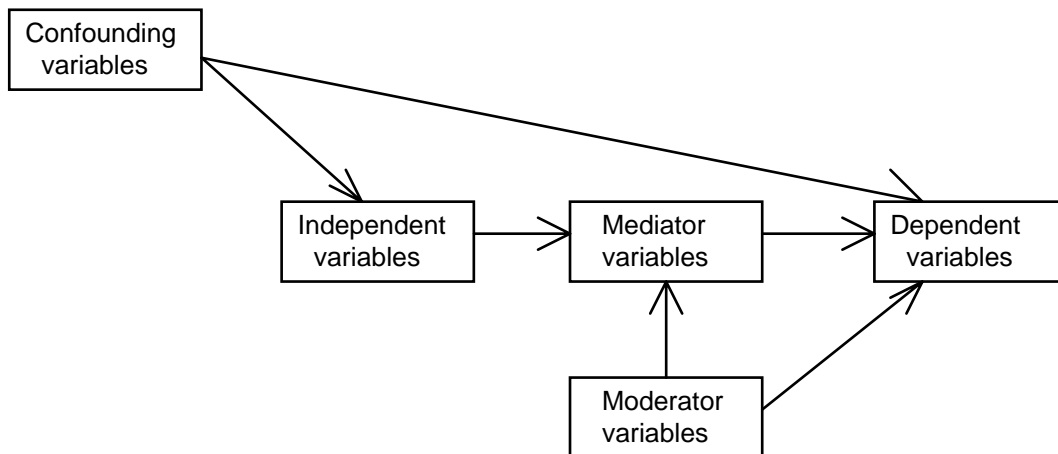 Confounding
variables
Independent
variables
Mediator
variables
Dependent
variables
Moderator
variables